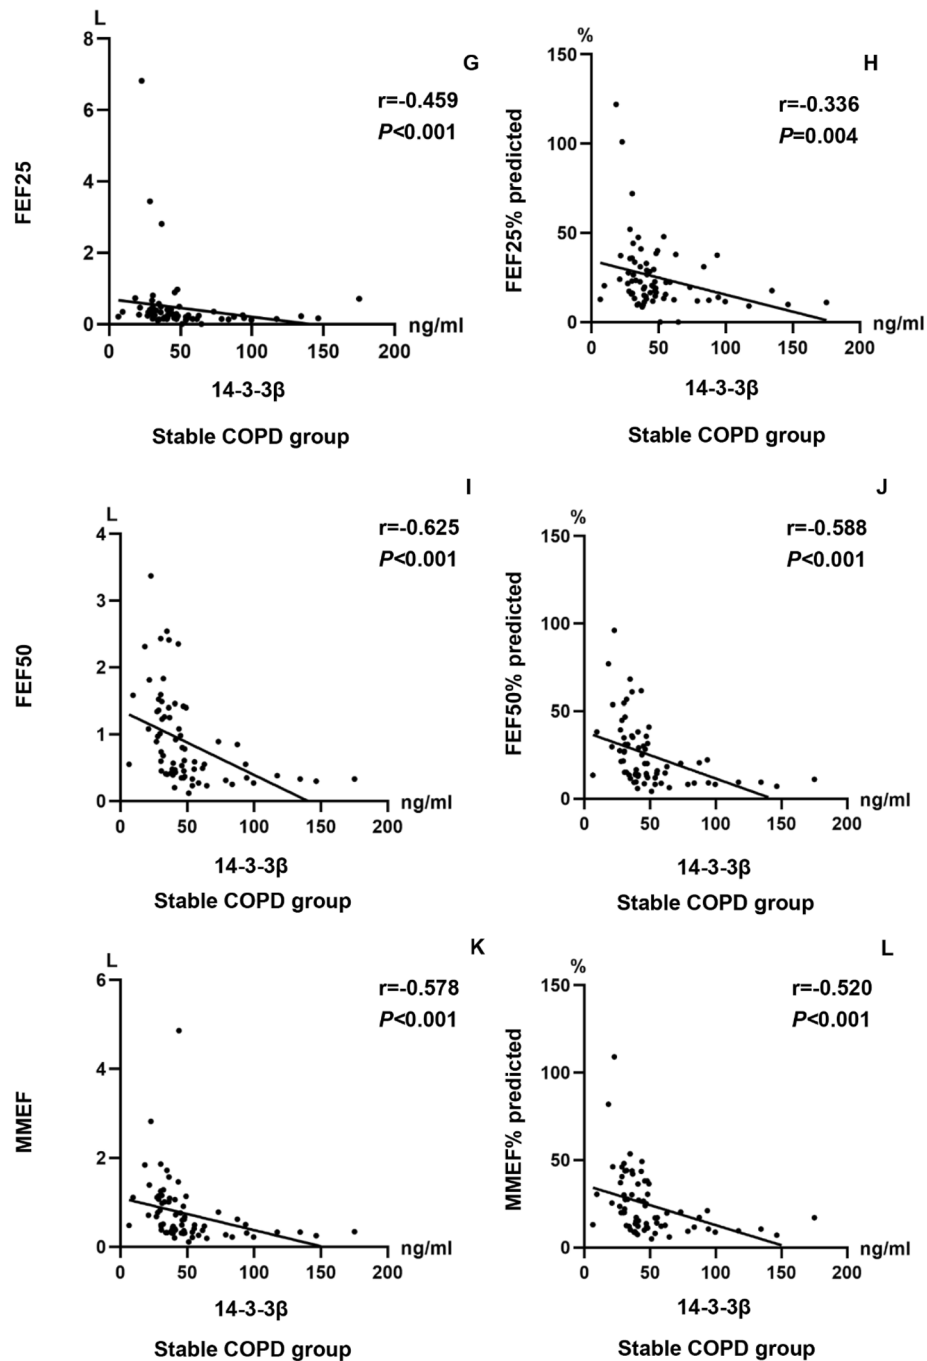 L
G
8
6
4
2
0
FEF25
r=-0.459
P<0.001
0
50
100
150
200
ng/ml
14-3-3β
Stable COPD group
%
H
150
100
50
0
FEF25% predicted
r=-0.336
P=0.004
0
50
100
150
200
ng/ml
14-3-3β
Stable COPD group
L
I
4
3
2
1
0
FEF50
r=-0.625
P<0.001
0
50
100
150
200
ng/ml
14-3-3β
Stable COPD group
%
J
150
100
50
0
FEF50% predicted
r=-0.588
P<0.001
0
50
100
150
200
ng/ml
14-3-3β
Stable COPD group
L
K
6
4
2
0
MMEF
r=-0.578
P<0.001
0
50
100
150
200
ng/ml
14-3-3β
Stable COPD group
%
L
150
100
50
0
MMEF% predicted
r=-0.520
P<0.001
0
50
100
150
200
ng/ml
14-3-3β
Stable COPD group